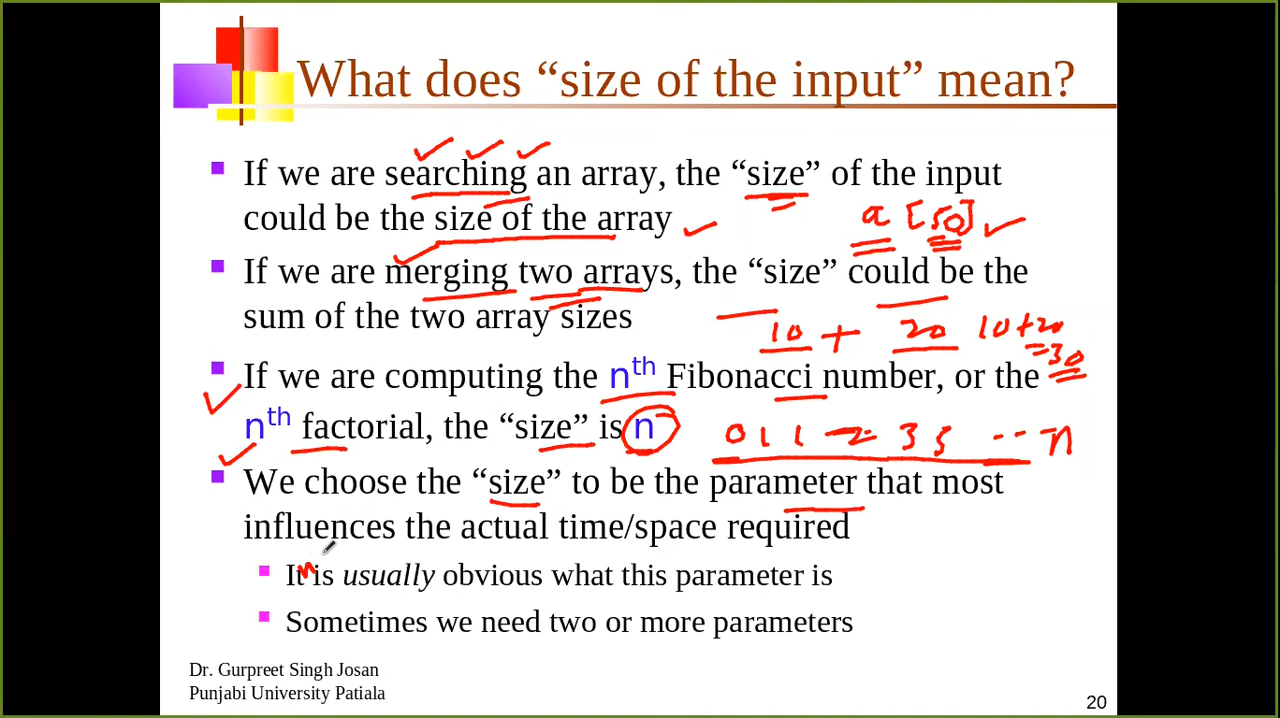 What does “size of the input” mean?
If we are searching an array, the “size” of the input
could be the size of the array
a [50]
If we are merging two arrays, the “size” could be the
sum of the two array sizes
10 + 20 10+20
=30
If we are computing the nth Fibonacci number, or the
nth factorial, the “size” is n
0 1 1 2 3 5 --- n
We choose the “size” to be the parameter that most
influences the actual time/space required
It is usually obvious what this parameter is
Sometimes we need two or more parameters
Dr. Gurpreet Singh Josan
Punjabi University Patiala
20